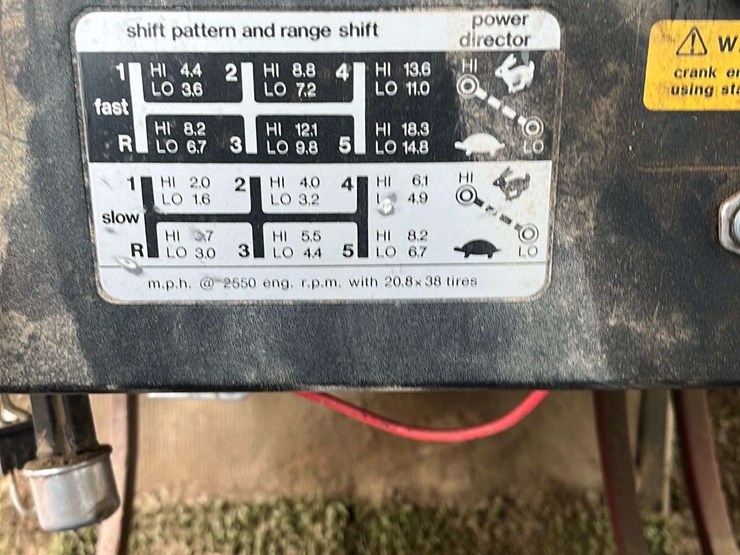 shift pattern and range shift
power
director
1 HI 4.4 2 HI 8.8 4 HI 13.6 HI
LO 3.6 LO 7.2 LO 11.0
fast
HI 8.2 HI 12.1 HI 18.3
R LO 6.7 3 LO 9.8 5 LO 14.8 LO
1 HI 2.0 2 HI 4.0 4 HI 6.1 HI
LO 1.6 LO 3.2 L 4.9
slow
HI 3.7 HI 5.5 HI 8.2
R LO 3.0 3 LO 4.4 5 LO 6.7 LO
m.p.h. @ 2550 eng. r.p.m. with 20.8x38 tires
W
crank e
using sta